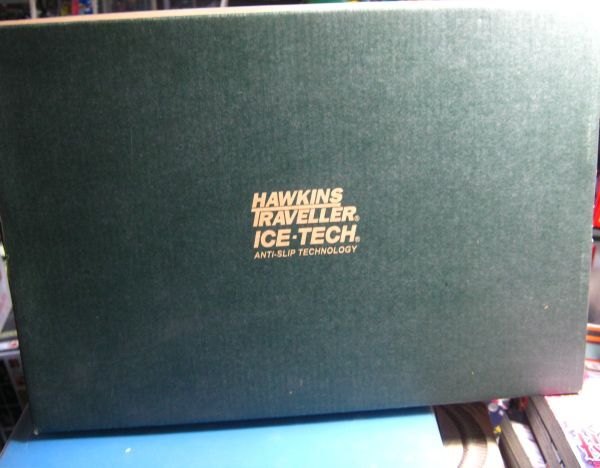 HAWKINS
TRAVELLER®
ICE-TECH®
ANTI-SLIP TECHNOLOGY